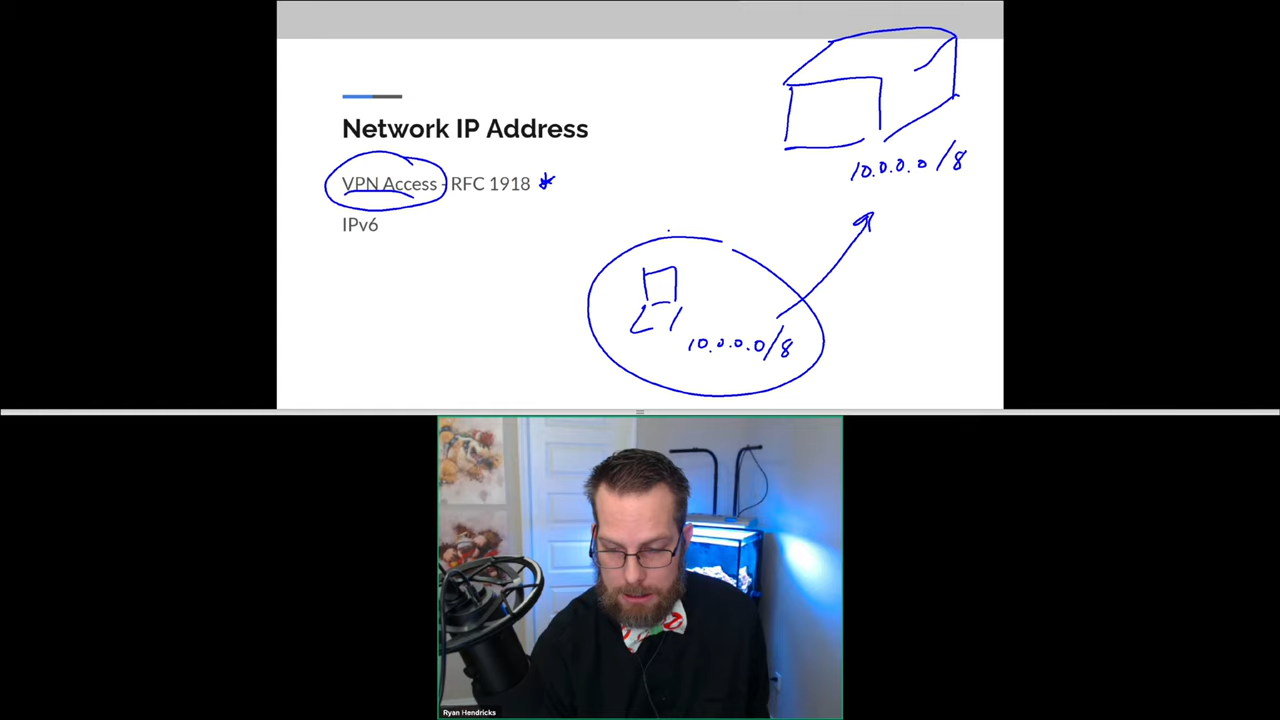 Network IP Address
VPN Access - RFC 1918 *
IPv6
10.0.0.0/8
10.0.0.0/8
Ryan Hendricks